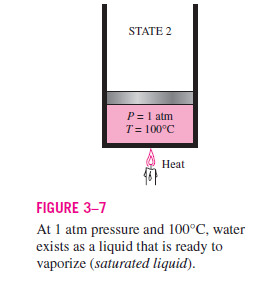 STATE 2
P = 1 atm
T = 100°C
Heat
FIGURE 3–7
At 1 atm pressure and 100°C, water
exists as a liquid that is ready to
vaporize (saturated liquid).